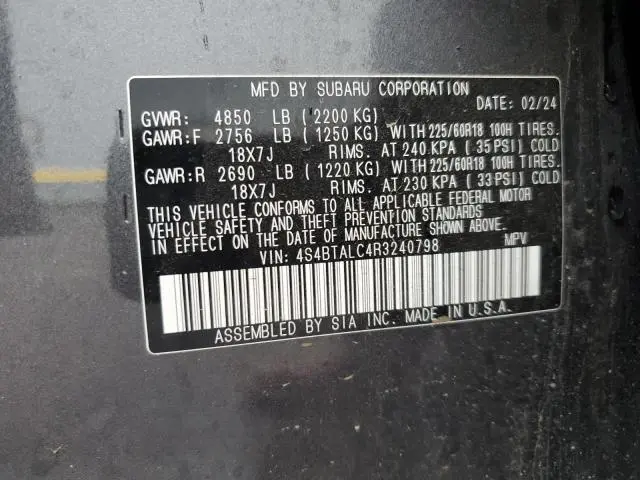 MFD BY SUBARU CORPORATION
DATE: 02/24
GVWR: 4850 LB ( 2200 KG)
GAWR:F 2756 LB ( 1250 KG) WITH 225/60R18 100H TIRES.
18X7J RIMS. AT 240 KPA ( 35 PSI) COLD
GAWR:R 2690 LB ( 1220 KG) WITH 225/60R18 100H TIRES.
18X7J RIMS. AT 230 KPA ( 33 PSI) COLD
THIS VEHICLE CONFORMS TO ALL APPLICABLE FEDERAL MOTOR
VEHICLE SAFETY AND THEFT PREVENTION STANDARDS
IN EFFECT ON THE DATE OF MANUFACTURE SHOWN ABOVE.
VIN: 4S4BTALC4R3240798 MPV
ASSEMBLED BY SIA INC. MADE IN U.S.A.